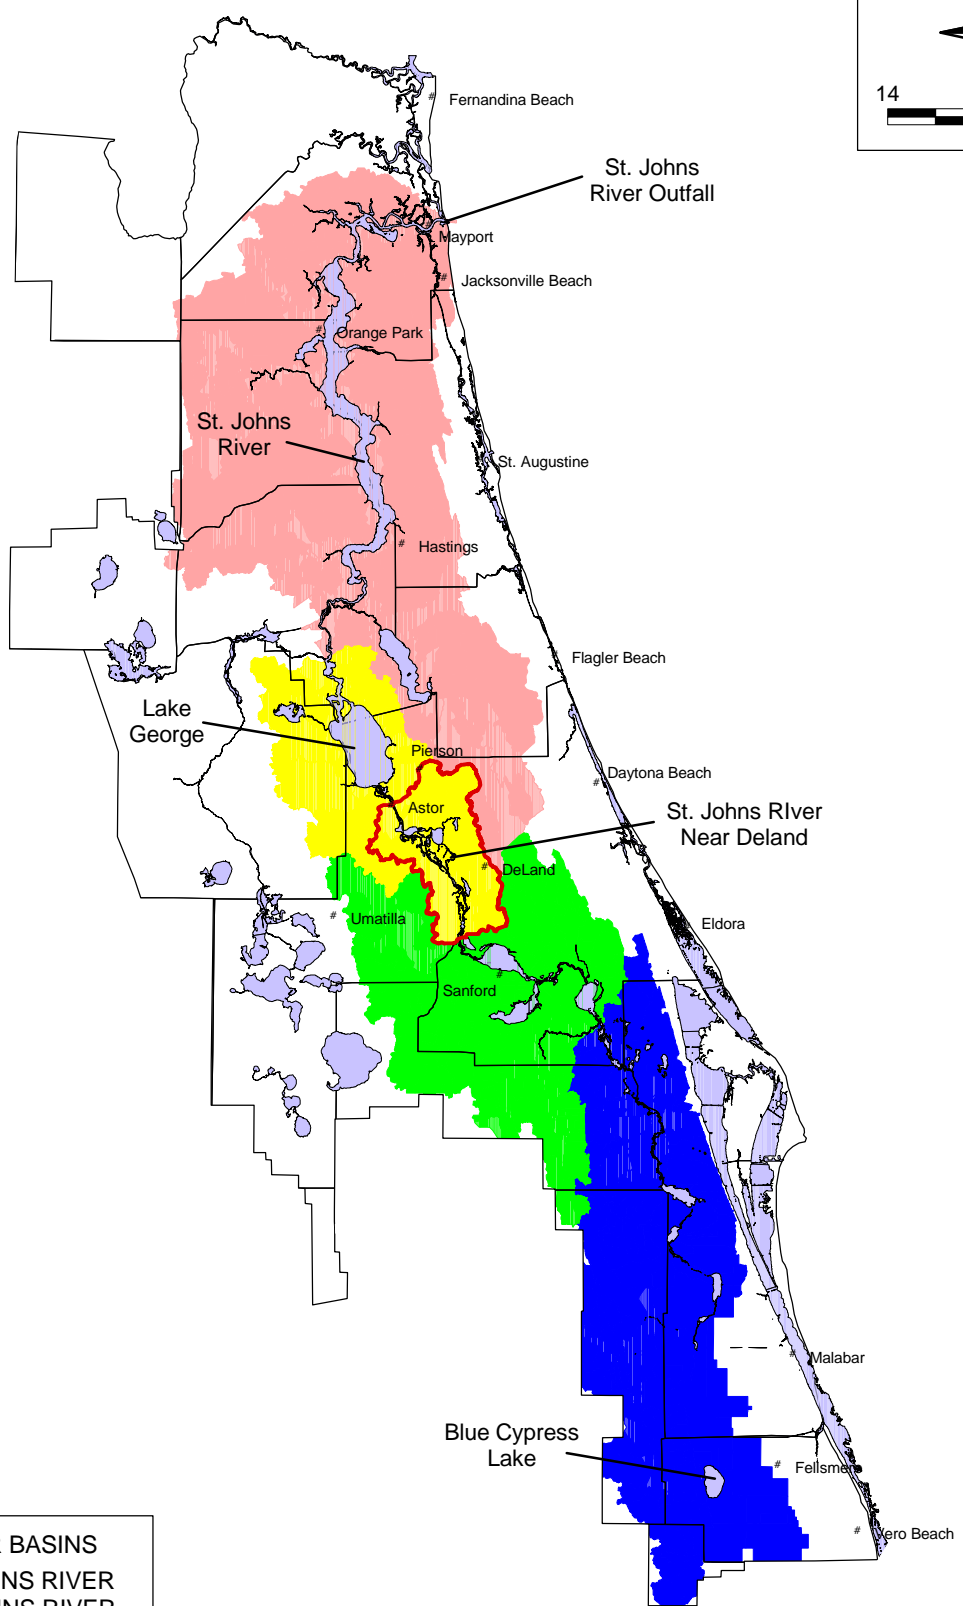 14
Fernandina Beach
St. Johns
River Outfall
Mayport
Jacksonville Beach
Orange Park
St. Johns
River
St. Augustine
Hastings
Flagler Beach
Lake
George
Pierson
Daytona Beach
Astor
St. Johns RIver
Near Deland
DeLand
Umatilla
Eldora
Sanford
Malabar
Blue Cypress
Lake
Fellsmere
Vero Beach
BASINS
NS RIVER
NS RIVER